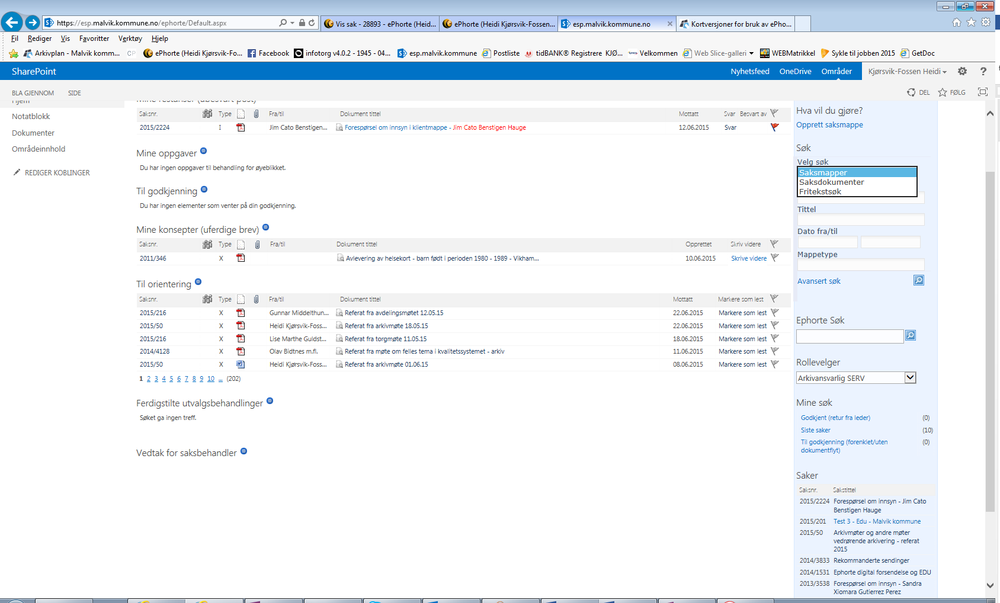 https://esp.malvik.kommune.no/ephorte/Default.aspx
Vis sak - 28893 - ePhorte (Heid...
ePhorte (Heidi Kjørsvik-Fossen...
esp.malvik.kommune.no
Kortversjoner for bruk av ePho...
Fil Rediger Vis Favoritter Verktøy Hjelp
Arkivplan - Malvik komm... CP ePhorte (Heidi Kjørsvik-Fo... Facebook infotorg v4.0.2 - 1945 - 04... esp.malvik.kommune Postliste tidBANK® Registrere KJØ... Velkommen Web Slice-galleri WEBMatrikkel Sykle til jobben 2015 GetDoc
SharePoint Nyhetsfeed OneDrive Områder Kjørsvik-Fossen Heidi ?
BLA GJENNOM SIDE DEL FØLG
Hjem
Notatblokk
Dokumenter
Områdeinnhold
REDIGER KOBLINGER
Mine restanser (ubesvart post)
Saksnr. Type Fra/til Dokument tittel Mottatt Svar Besvart av
2015/2224 I Jim Cato Benstigen... Forespørsel om innsyn i klientmappe - Jim Cato Benstigen Hauge 12.06.2015 Svar
Mine oppgaver
Du har ingen oppgaver til behandling for øyeblikket.
Til godkjenning
Du har ingen elementer som venter på din godkjenning.
Mine konsepter (uferdige brev)
Saksnr. Type Fra/til Dokument tittel Opprettet Skriv videre
2011/346 X Avlevering av helsekort - barn født i perioden 1980 - 1989 - Vikham... 10.06.2015 Skrive videre
Til orientering
Saksnr. Type Fra/til Dokument tittel Mottatt Markere som lest
2015/216 X Gunnar Middelthun... Referat fra avdelingsmøtet 12.05.15 22.06.2015 Markere som lest
2015/50 X Heidi Kjørsvik-Foss... Referat fra arkivmøte 18.05.15 22.06.2015 Markere som lest
2015/216 X Lise Marthe Guldst... Referat fra torgmøte 11.05.15 18.06.2015 Markere som lest
2014/4128 X Olav Bidtnes m.fl. Referat fra møte om felles tema i kvalitetssystemet - arkiv 11.06.2015 Markere som lest
2015/50 X Heidi Kjørsvik-Foss... Referat fra arkivmøte 01.06.15 08.06.2015 Markere som lest
1 2 3 4 5 6 7 8 9 10 ... (202)
Ferdigstilte utvalgsbehandlinger
Søket ga ingen treff.
Vedtak for saksbehandler
Hva vil du gjøre?
Opprett saksmappe
Søk
Velg søk
Saksmapper
Saksdokumenter
Fritekstsøk
Tittel
Dato fra/til
Mappetype
Avansert søk
Ephorte Søk
Rollevelger
Arkivansvarlig SERV
Mine søk
Godkjent (retur fra leder) (0)
Siste saker (10)
Til godkjenning (forenklet/uten (0)
dokumentflyt)
Saker
Saksnr. Sakstittel
2015/2224 Forespørsel om innsyn - Jim Cato
Benstigen Hauge
2015/201 Test 3 - Edu - Malvik kommune
2015/50 Arkivmøter og andre møter
vedrørende arkivering - referat
2015
2014/3833 Rekommanderte sendinger
2014/1531 Ephorte digital forsendelse og EDU
2013/3538 Forespørsel om innsyn - Sandra
Xiomara Gutierrez Perez